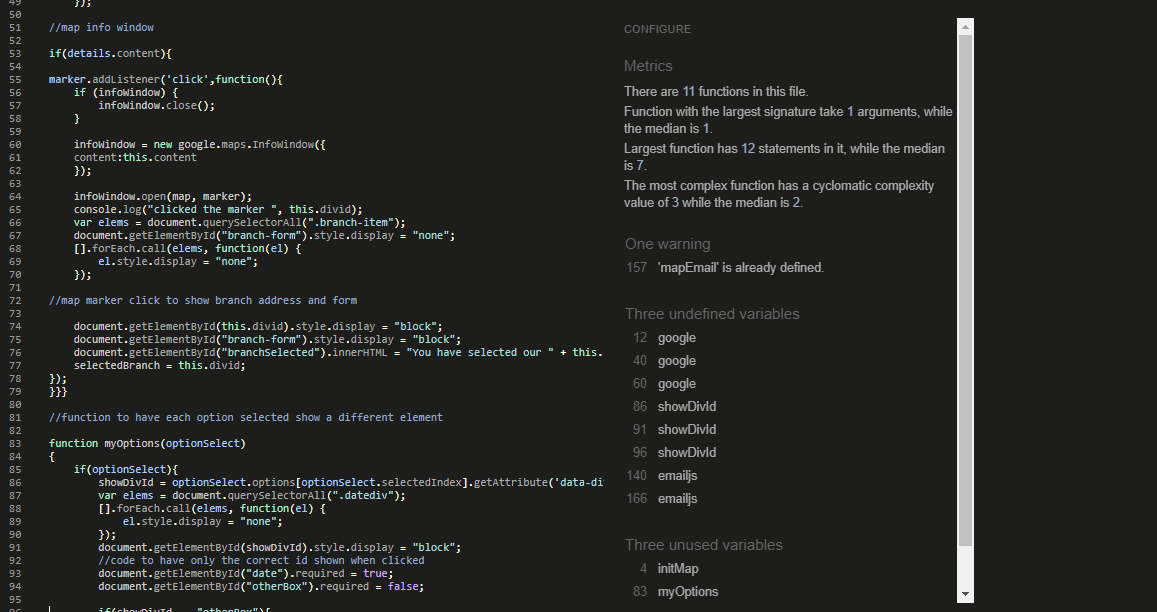 49 });
50
51 //map info window
52
53 if(details.content){
54
55 marker.addListener('click',function(){
56 if (infoWindow) {
57 infoWindow.close();
58 }
59
60 infoWindow = new google.maps.InfoWindow({
61 content:this.content
62 });
63
64 infoWindow.open(map, marker);
65 console.log("clicked the marker ", this.divid);
66 var elems = document.querySelectorAll(".branch-item");
67 document.getElementById("branch-form").style.display = "none";
68 [].forEach.call(elems, function(el) {
69 el.style.display = "none";
70 });
71
72 //map marker click to show branch address and form
73
74 document.getElementById(this.divid).style.display = "block";
75 document.getElementById("branch-form").style.display = "block";
76 document.getElementById("branchSelected").innerHTML = "You have selected our " + this.
77 selectedBranch = this.divid;
78 });
79 }}}
80
81 //function to have each option selected show a different element
82
83 function myOptions(optionSelect)
84 {
85 if(optionSelect){
86 showDivId = optionSelect.options[optionSelect.selectedIndex].getAttribute('data-di
87 var elems = document.querySelectorAll(".datediv");
88 [].forEach.call(elems, function(el) {
89 el.style.display = "none";
90 });
91 document.getElementById(showDivId).style.display = "block";
92 //code to have only the correct id shown when clicked
93 document.getElementById("date").required = true;
94 document.getElementById("otherBox").required = false;
95
96 if(showDivId "otherBox"){
CONFIGURE
Metrics
There are 11 functions in this file.
Function with the largest signature take 1 arguments, while
the median is 1.
Largest function has 12 statements in it, while the median
is 7.
The most complex function has a cyclomatic complexity
value of 3 while the median is 2.
One warning
157 'mapEmail' is already defined.
Three undefined variables
12 google
40 google
60 google
86 showDivId
91 showDivId
96 showDivId
140 emailjs
166 emailjs
Three unused variables
4 initMap
83 myOptions